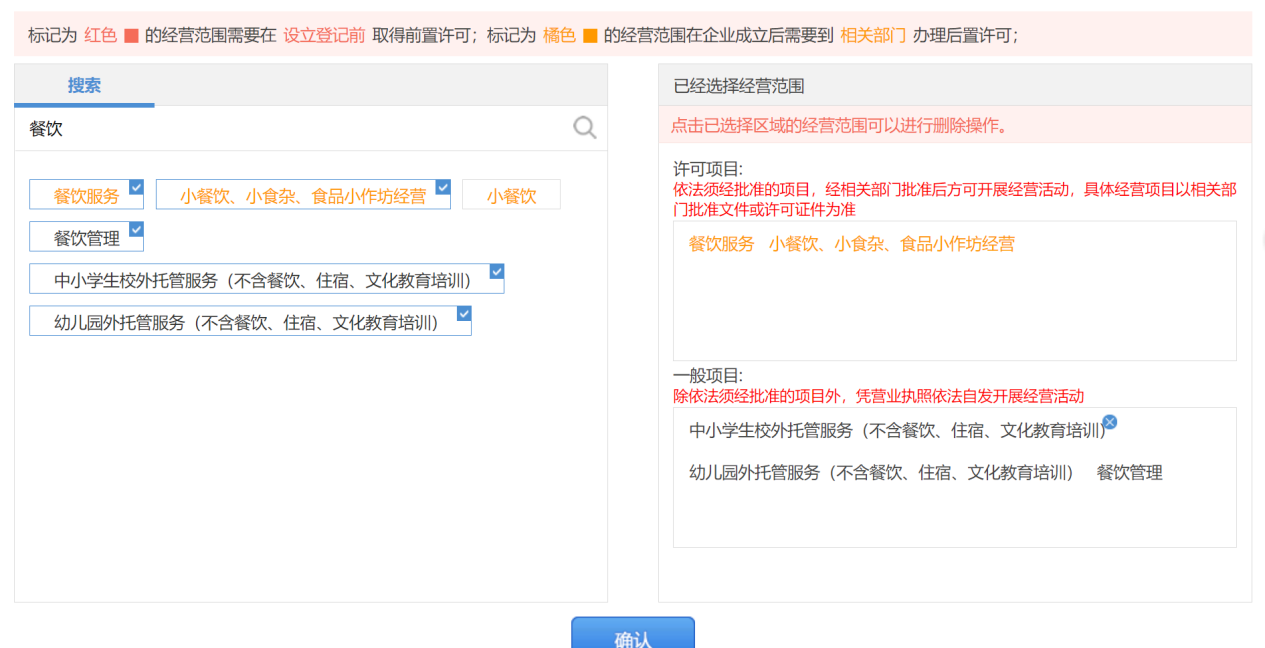 标记为 红色 的经营范围需要在 设立登记前 取得前置许可；标记为 橘色 的经营范围在企业成立后需要到 相关部门 办理后置许可；
搜索
餐饮
餐饮服务 小餐饮、小食杂、食品小作坊经营 小餐饮
餐饮管理
中小学生校外托管服务（不含餐饮、住宿、文化教育培训）
幼儿园外托管服务（不含餐饮、住宿、文化教育培训）
已经选择经营范围
点击已选择区域的经营范围可以进行删除操作。
许可项目:
依法须经批准的项目，经相关部门批准后方可开展经营活动，具体经营项目以相关部
门批准文件或许可证件为准
餐饮服务 小餐饮、小食杂、食品小作坊经营
一般项目:
除依法须经批准的项目外，凭营业执照依法自发开展经营活动
中小学生校外托管服务（不含餐饮、住宿、文化教育培训）
幼儿园外托管服务（不含餐饮、住宿、文化教育培训） 餐饮管理
确认